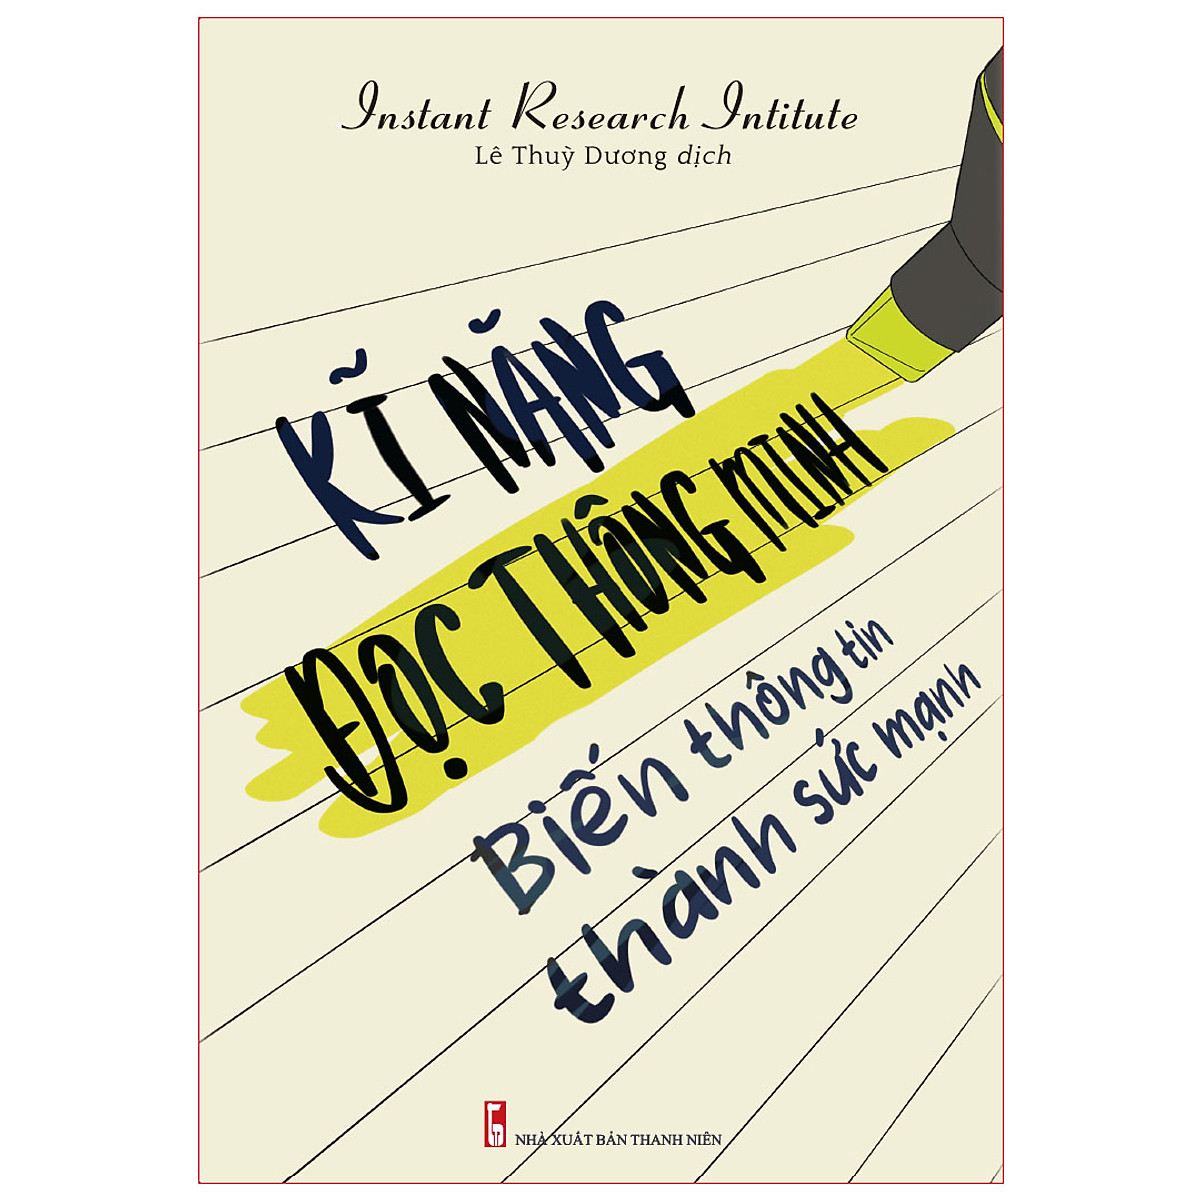 Instant Research Intitute
Lê Thuỳ Dương dịch
KĨ NĂNG
ĐỌC THÔNG MINH
Biến thông tin
thành sức mạnh
NHÀ XUẤT BẢN THANH NIÊN